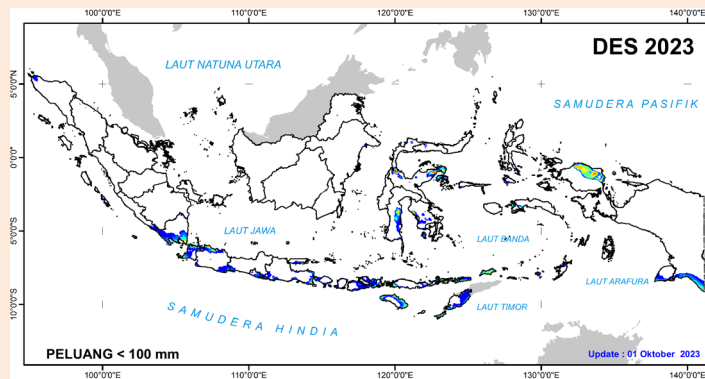 100°0'0"E 110°0'0"E 120°0'0"E 130°0'0"E 140°0'0"E
DES 2023
LAUT NATUNA UTARA
5°0'0"N
SAMUDERA PASIFIK
0°0'0"
LAUT JAWA
LAUT BANDA
5°0'0"S
LAUT ARAFURA
10°0'0"S
SAMUDERA HINDIA
LAUT TIMOR
PELUANG < 100 mm
Update : 01 Oktober 2023
100°0'0"E 110°0'0"E 120°0'0"E 130°0'0"E